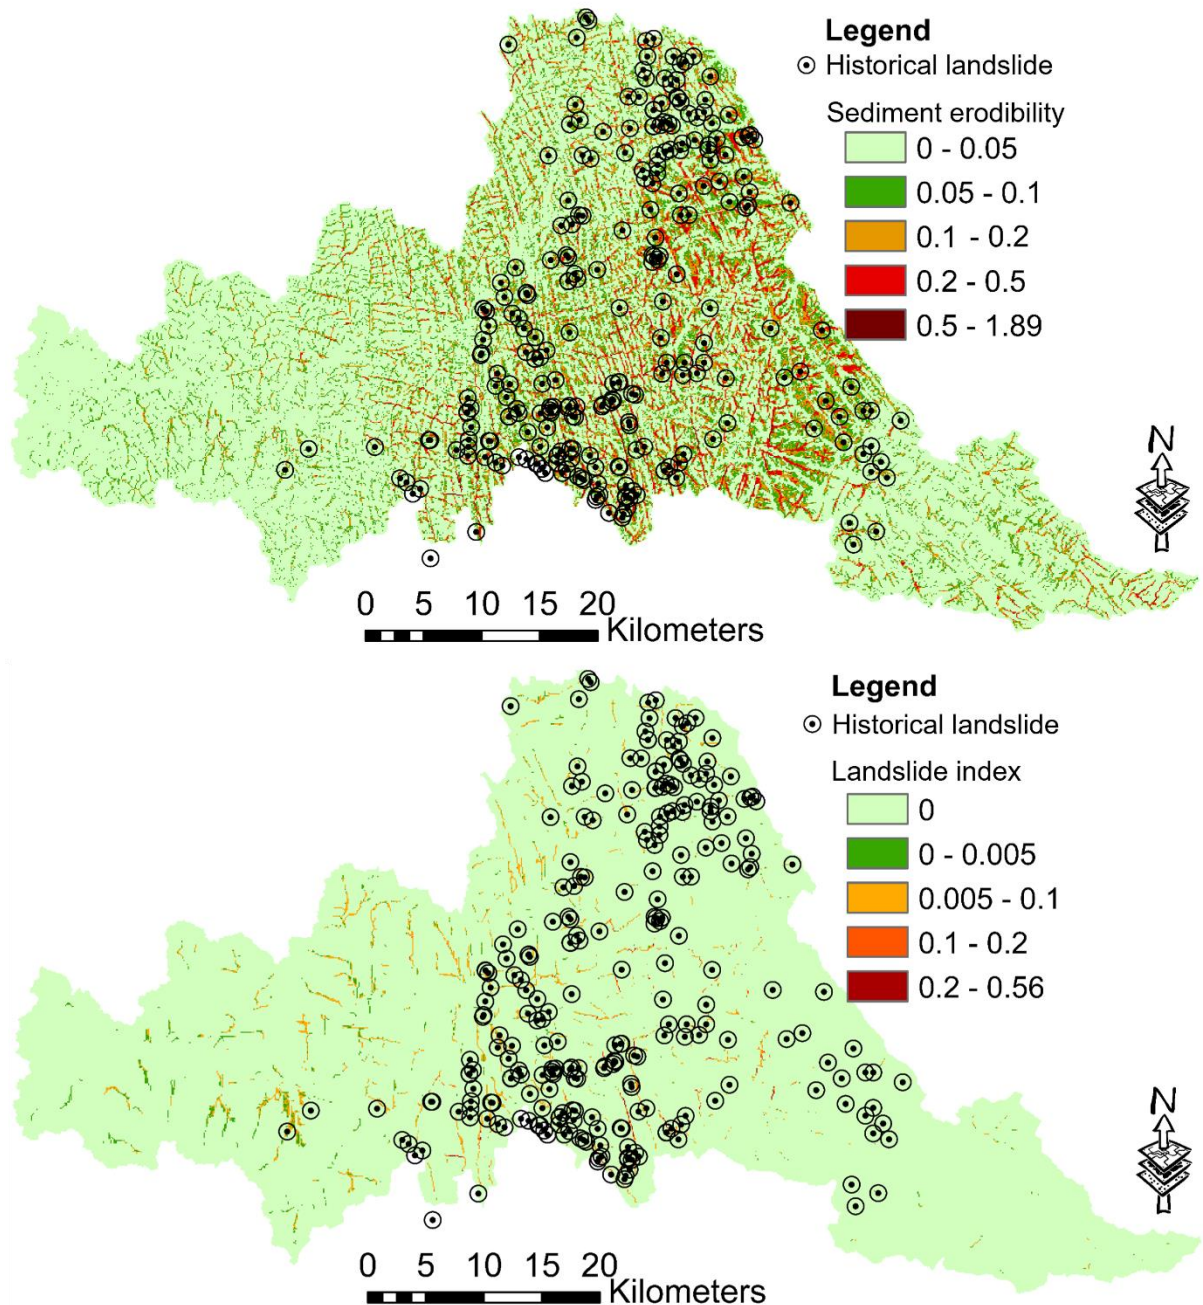 Legend
Historical landslide
Sediment erodibility
0 - 0.05
0.05 - 0.1
0.1 - 0.2
0.2 - 0.5
0.5 - 1.89
N
0 5 10 15 20
Kilometers
Legend
Historical landslide
Landslide index
0
0 - 0.005
0.005 - 0.1
0.1 - 0.2
0.2 - 0.56
N
0 5 10 15 20
Kilometers